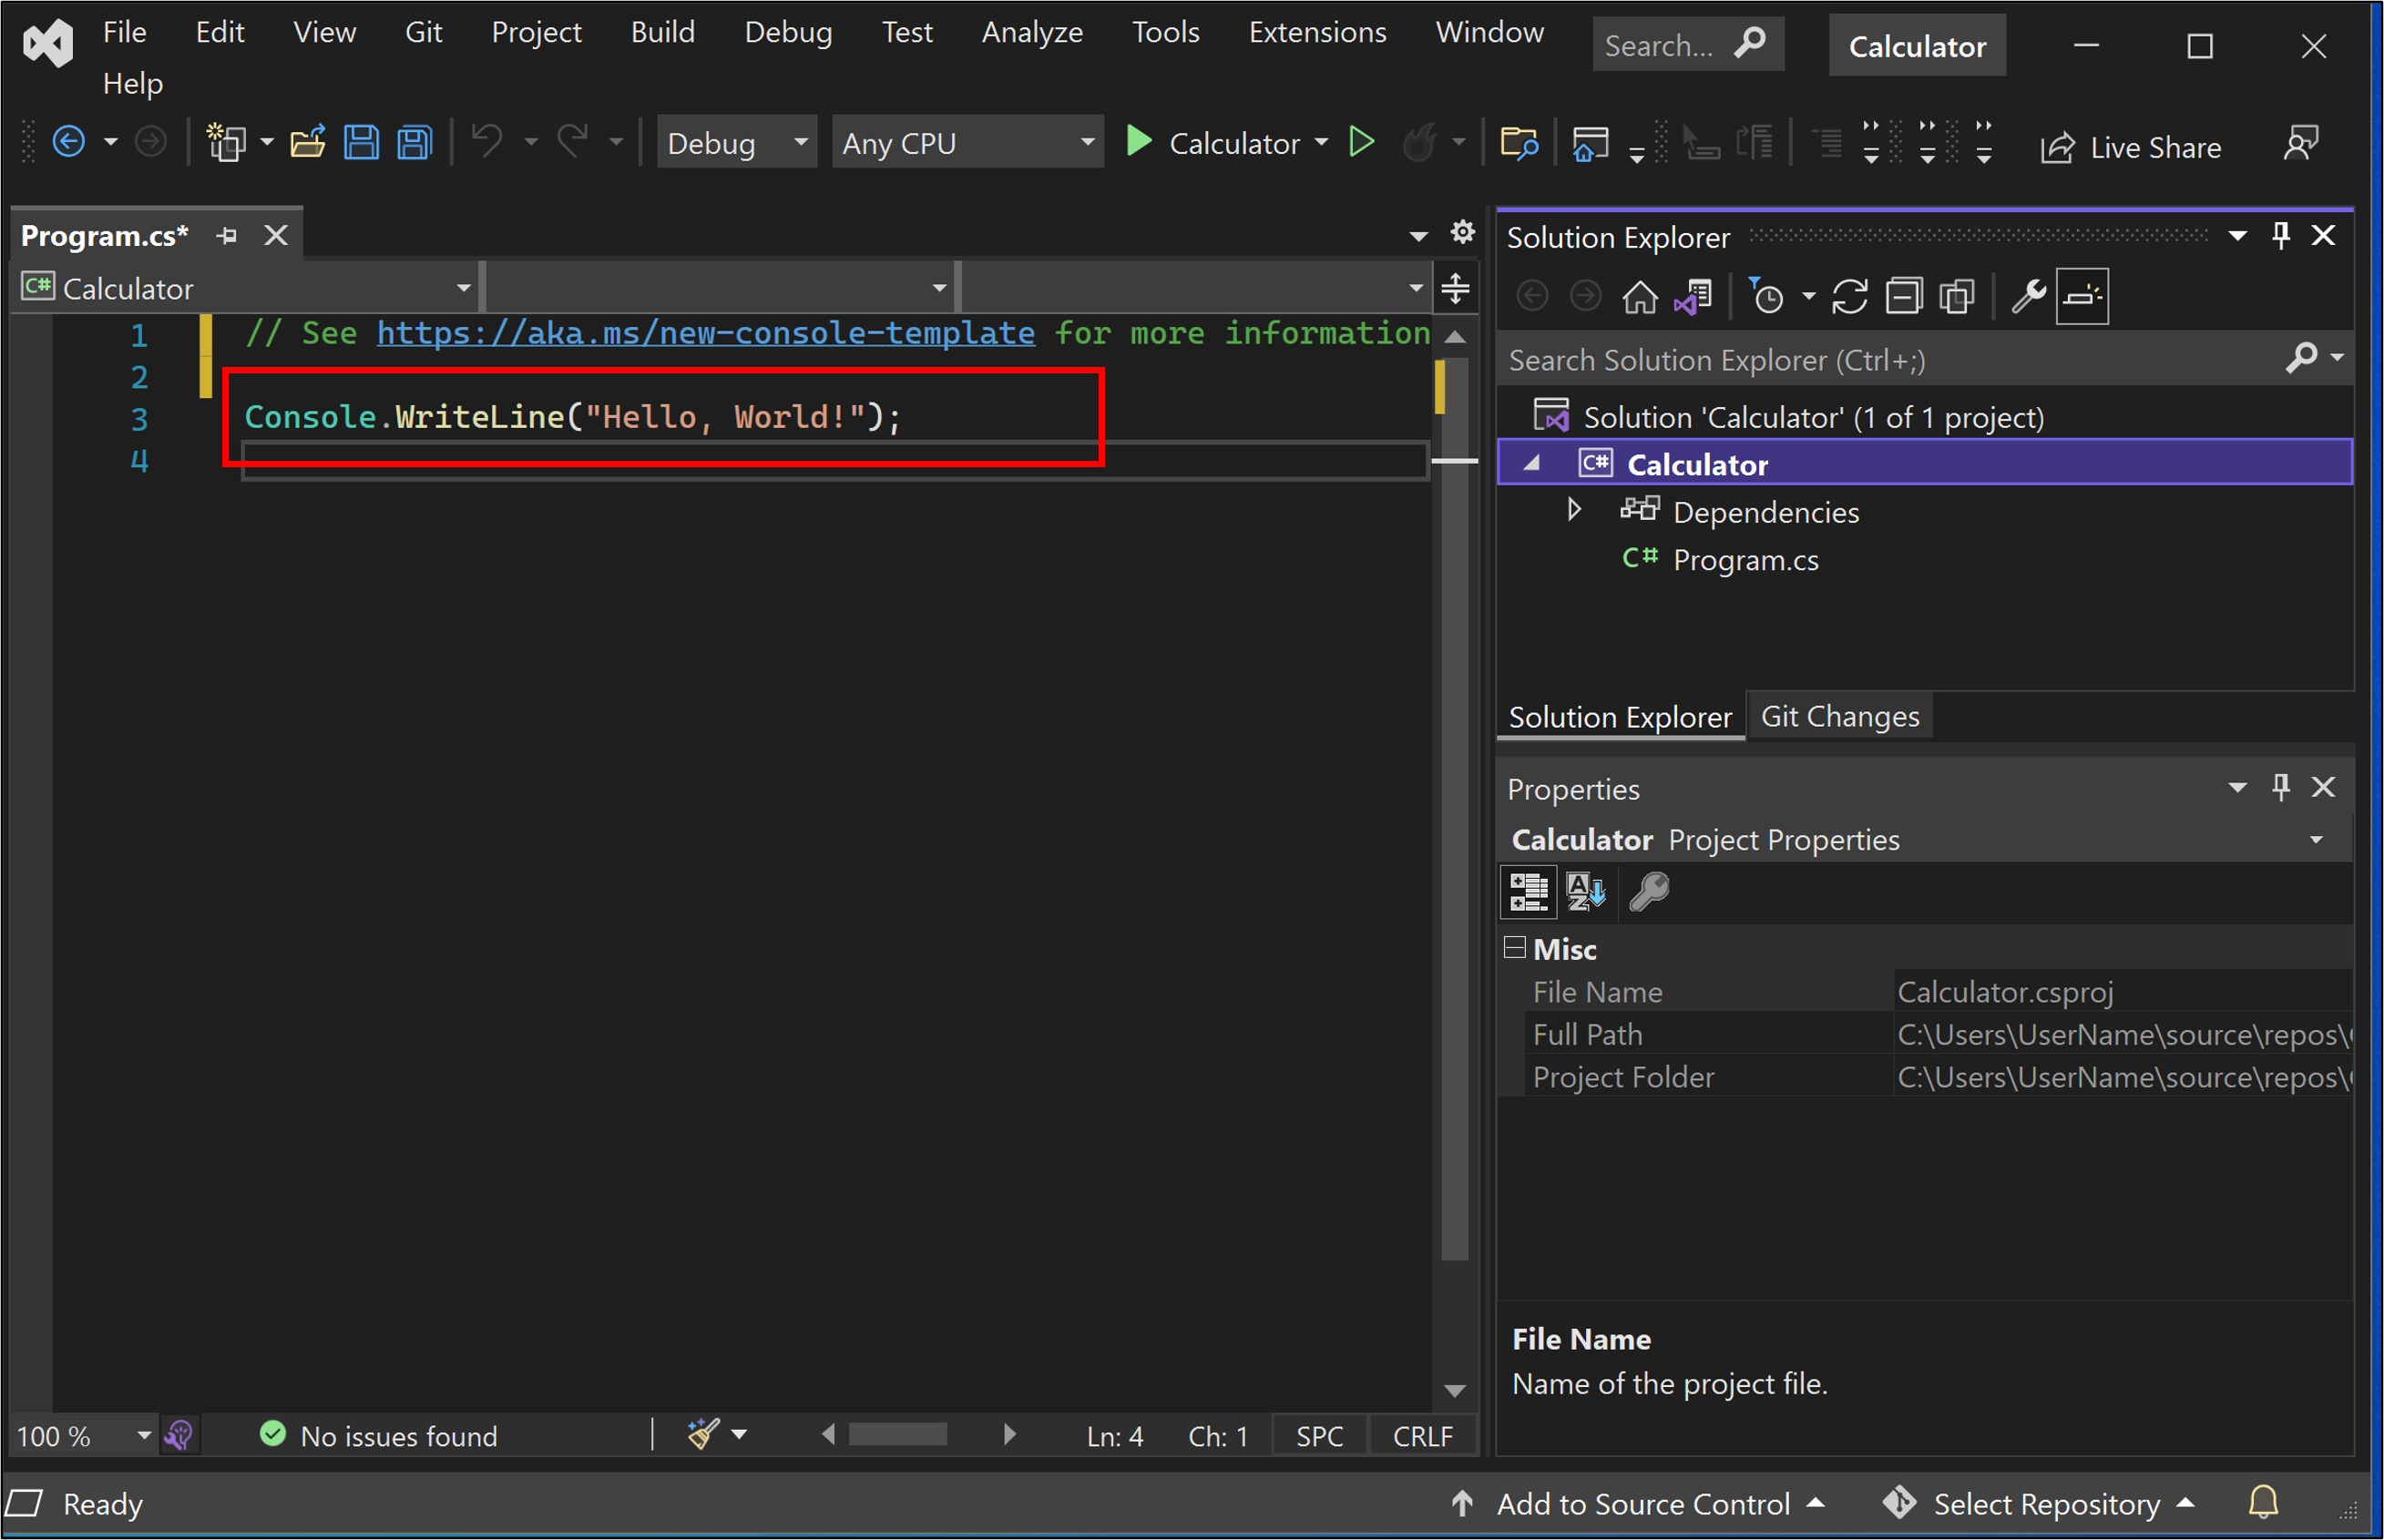 File Edit View Git Project Build Debug Test Analyze Tools Extensions Window Search... Calculator
Help
Debug Any CPU Calculator Live Share
Program.cs*
C# Calculator
1 // See https://aka.ms/new-console-template for more information
2
3 Console.WriteLine("Hello, World!");
4
100 % No issues found Ln: 4 Ch: 1 SPC CRLF
Solution Explorer
Search Solution Explorer (Ctrl+;)
Solution 'Calculator' (1 of 1 project)
C# Calculator
Dependencies
C# Program.cs
Solution Explorer Git Changes
Properties
Calculator Project Properties
Misc
File Name Calculator.csproj
Full Path C:\Users\UserName\source\repos\
Project Folder C:\Users\UserName\source\repos\
File Name
Name of the project file.
Ready Add to Source Control Select Repository